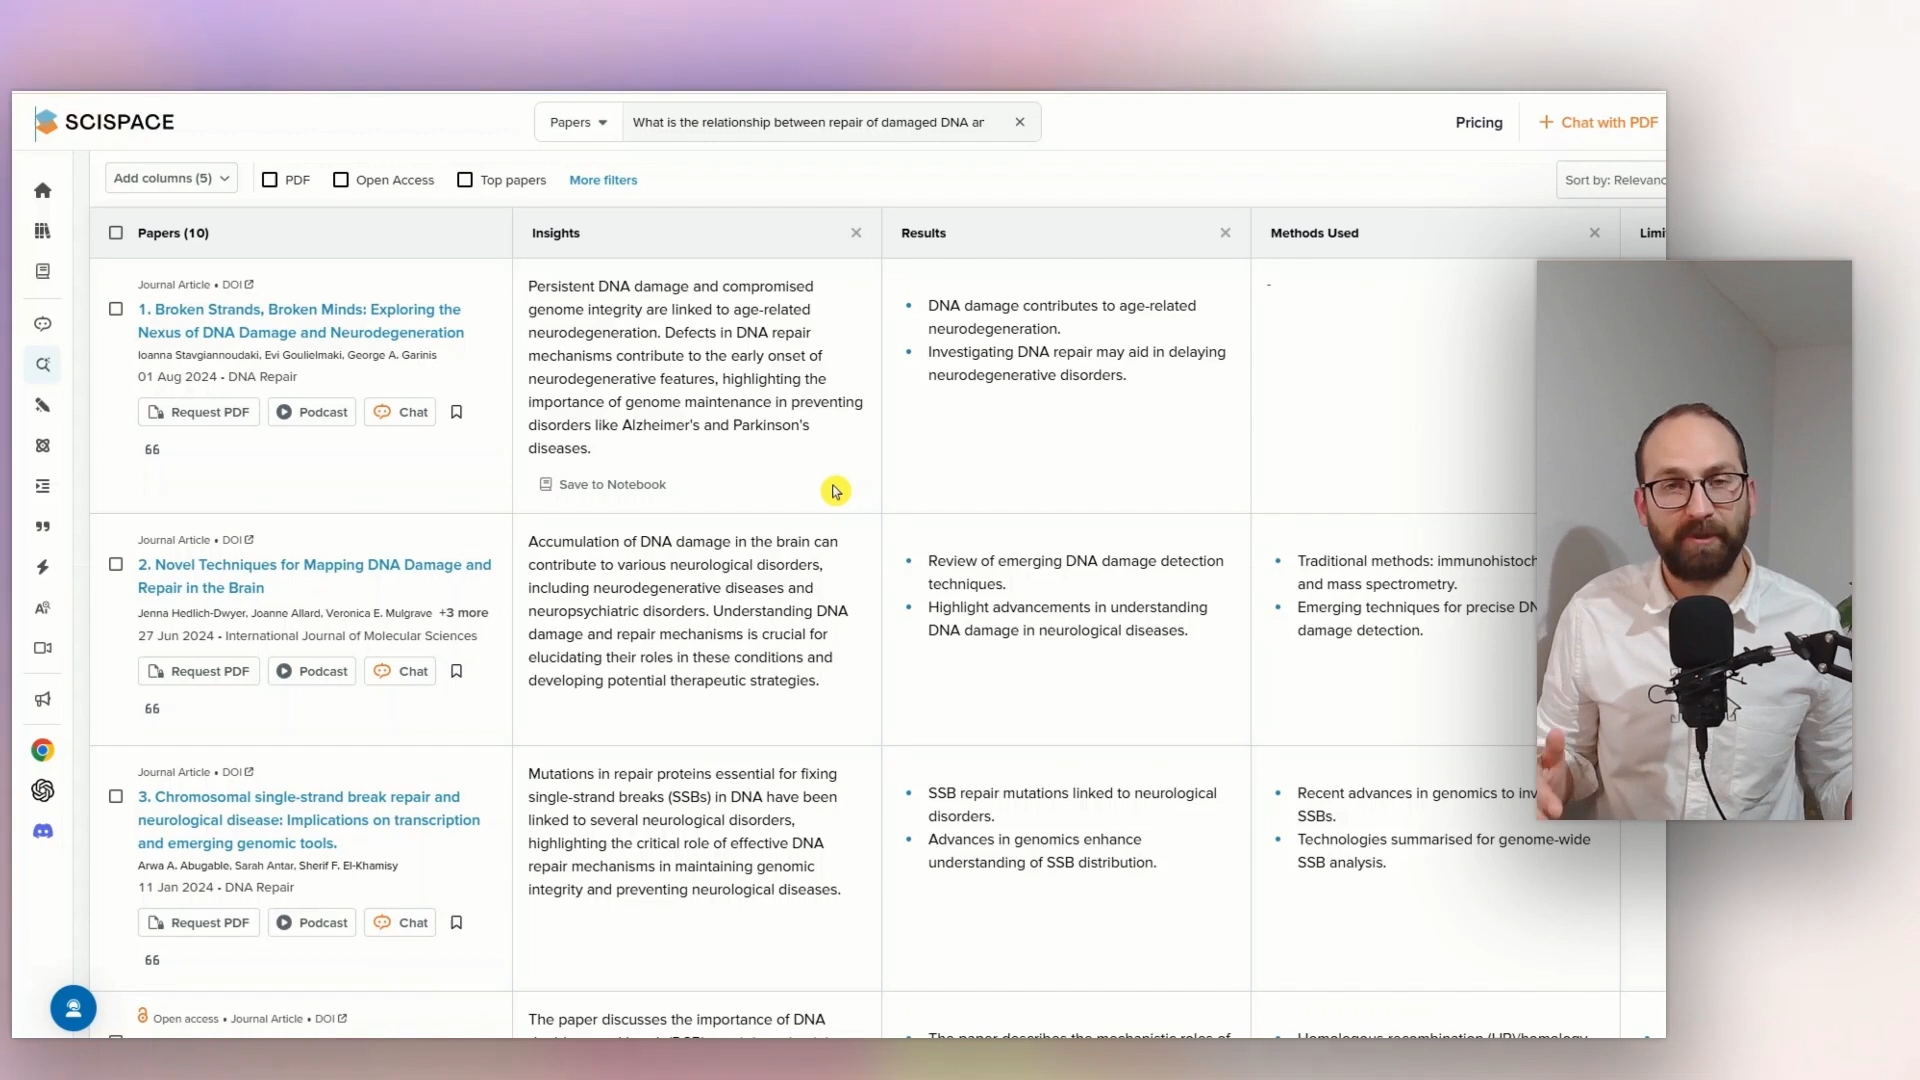 SCISPACE
Papers
What is the relationship between repair of damaged DNA ar
Pricing
+ Chat with PDF
Add columns (5)
PDF
Open Access
Top papers
More filters
Sort by: Relevanc
Papers (10)
Insights
Results
Methods Used
Limi
Journal Article • DOI
1. Broken Strands, Broken Minds: Exploring the
Nexus of DNA Damage and Neurodegeneration
Ioanna Stavgiannoudaki, Evi Goulielmaki, George A. Garinis
01 Aug 2024 - DNA Repair
Request PDF
Podcast
Chat
Persistent DNA damage and compromised
genome integrity are linked to age-related
neurodegeneration. Defects in DNA repair
mechanisms contribute to the early onset of
neurodegenerative features, highlighting the
importance of genome maintenance in preventing
disorders like Alzheimer's and Parkinson's
diseases.
Save to Notebook
• DNA damage contributes to age-related
neurodegeneration.
• Investigating DNA repair may aid in delaying
neurodegenerative disorders.
-
Journal Article • DOI
2. Novel Techniques for Mapping DNA Damage and
Repair in the Brain
Jenna Hedlich-Dwyer, Joanne Allard, Veronica E. Mulgrave +3 more
27 Jun 2024 - International Journal of Molecular Sciences
Request PDF
Podcast
Chat
Accumulation of DNA damage in the brain can
contribute to various neurological disorders,
including neurodegenerative diseases and
neuropsychiatric disorders. Understanding DNA
damage and repair mechanisms is crucial for
elucidating their roles in these conditions and
developing potential therapeutic strategies.
• Review of emerging DNA damage detection
techniques.
• Highlight advancements in understanding
DNA damage in neurological diseases.
• Traditional methods: immunohistoch
and mass spectrometry.
• Emerging techniques for precise DN
damage detection.
Journal Article • DOI
3. Chromosomal single-strand break repair and
neurological disease: Implications on transcription
and emerging genomic tools.
Arwa A. Abugable, Sarah Antar, Sherif F. El-Khamisy
11 Jan 2024 - DNA Repair
Request PDF
Podcast
Chat
Mutations in repair proteins essential for fixing
single-strand breaks (SSBs) in DNA have been
linked to several neurological disorders,
highlighting the critical role of effective DNA
repair mechanisms in maintaining genomic
integrity and preventing neurological diseases.
• SSB repair mutations linked to neurological
disorders.
• Advances in genomics enhance
understanding of SSB distribution.
• Recent advances in genomics to inv
SSBs.
• Technologies summarised for genome-wide
SSB analysis.
Open access • Journal Article • DOI
The paper discusses the importance of DNA
The paper describes the mechanistic roles of
Homologous recombination (HR)/homology